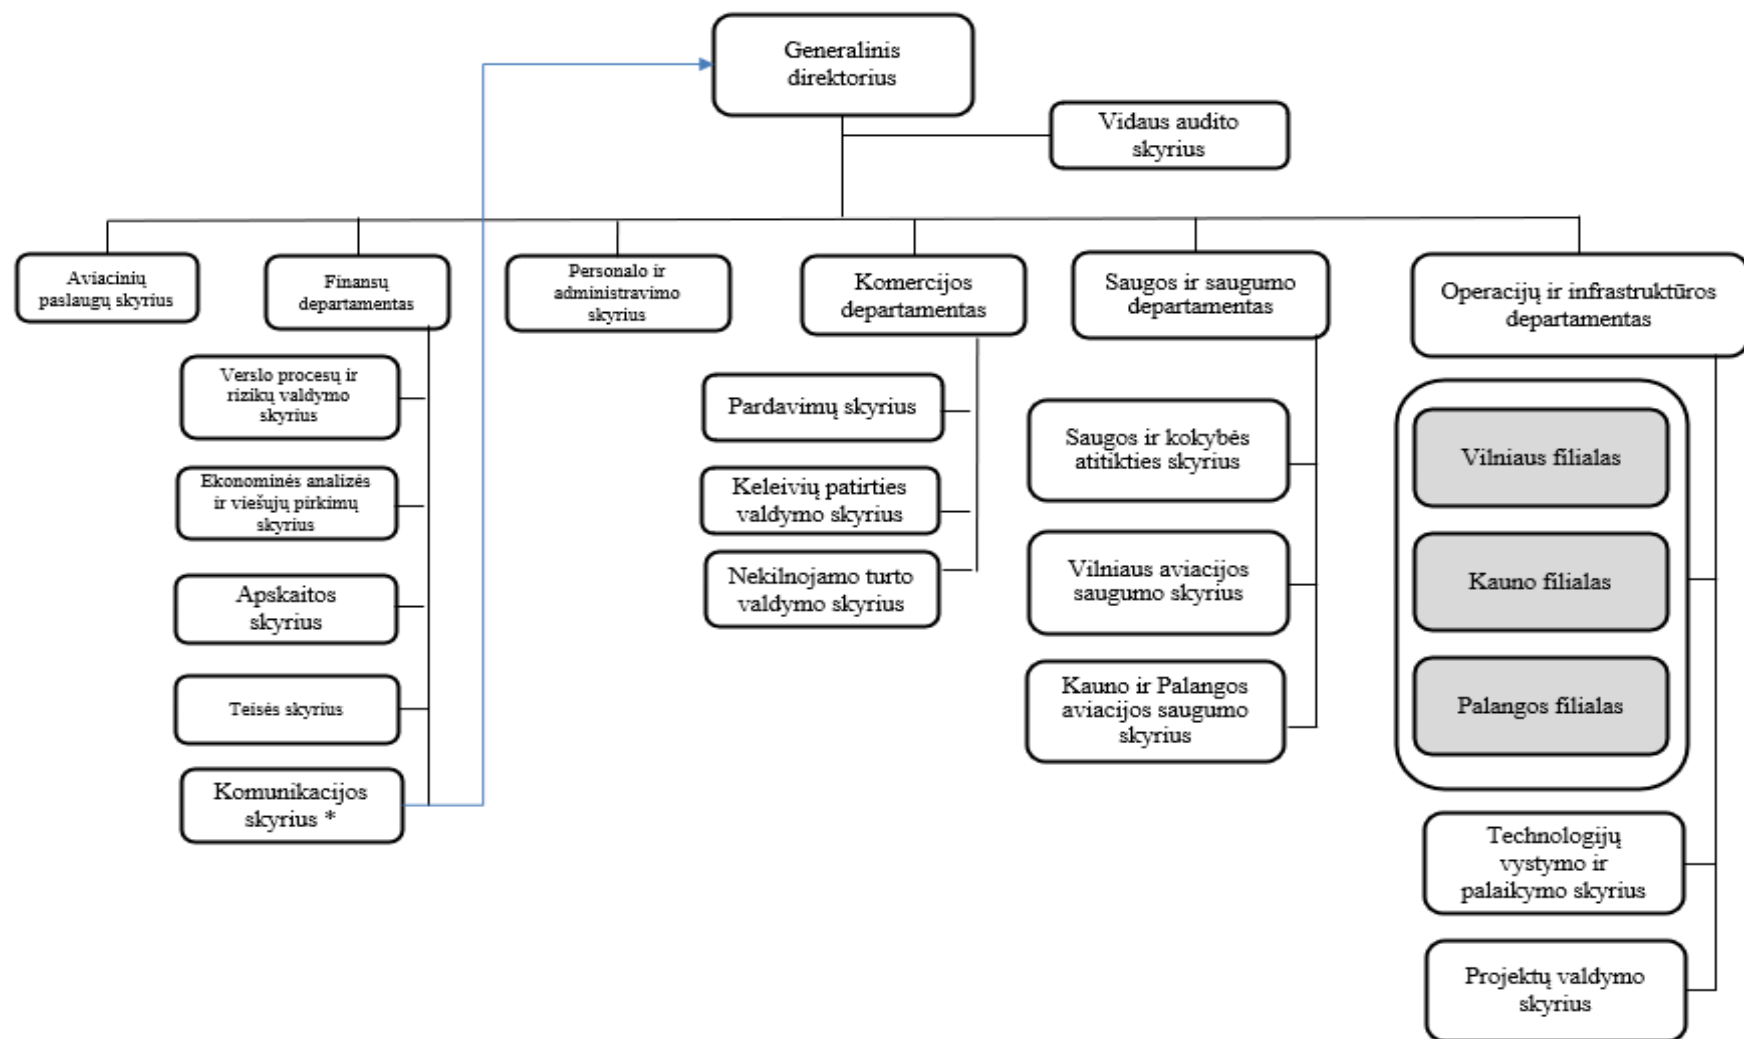 Generalinis
direktorius
Vidaus audito
skyrius
Aviacinių
paslaugų skyrius
Finansų
departamentas
Personalo ir
administravimo
skyrius
Komercijos
departamentas
Saugos ir saugumo
departamentas
Operacijų ir infrastruktūros
departamentas
Verslo procesų ir
rizikų valdymo
skyrius
Ekonominės analizės
ir viešujų pirkimų
skyrius
Apskaitos
skyrius
Teisės skyrius
Komunikacijos
skyrius *
Pardavimų skyrius
Keleivių patirties
valdymo skyrius
Nekilnojamo turto
valdymo skyrius
Saugos ir kokybės
atitikties skyrius
Vilniaus aviacijos
saugumo skyrius
Kauno ir Palangos
aviacijos saugumo
skyrius
Vilniaus filialas
Kauno filialas
Palangos filialas
Technologijų
vystymo ir
palaikymo skyrius
Projektų valdymo
skyrius